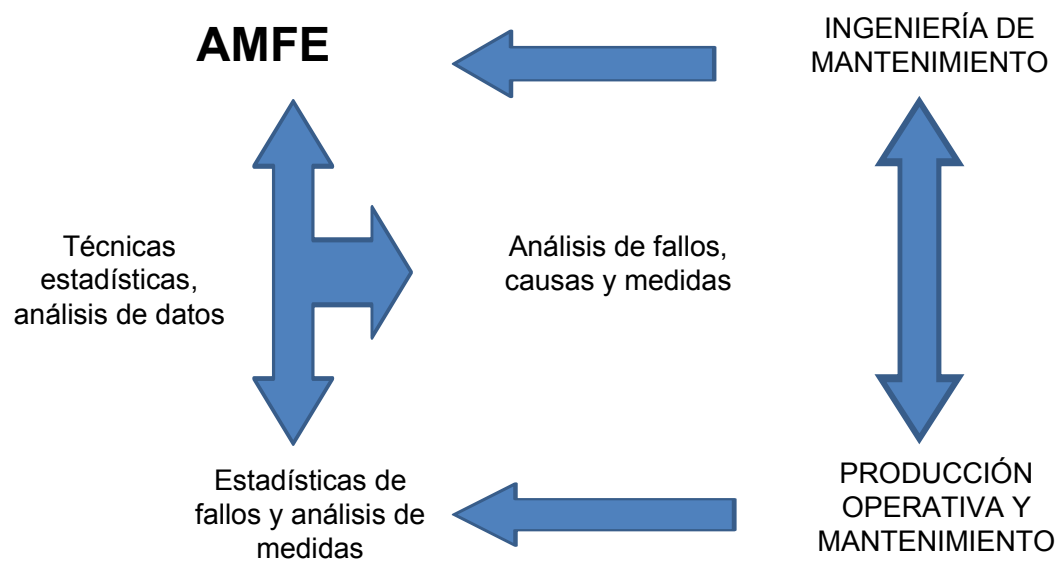 AMFE
INGENIERÍA DE
MANTENIMIENTO
Técnicas
estadísticas,
análisis de datos
Análisis de fallos,
causas y medidas
Estadísticas de
fallos y análisis de
medidas
PRODUCCIÓN
OPERATIVA Y
MANTENIMIENTO